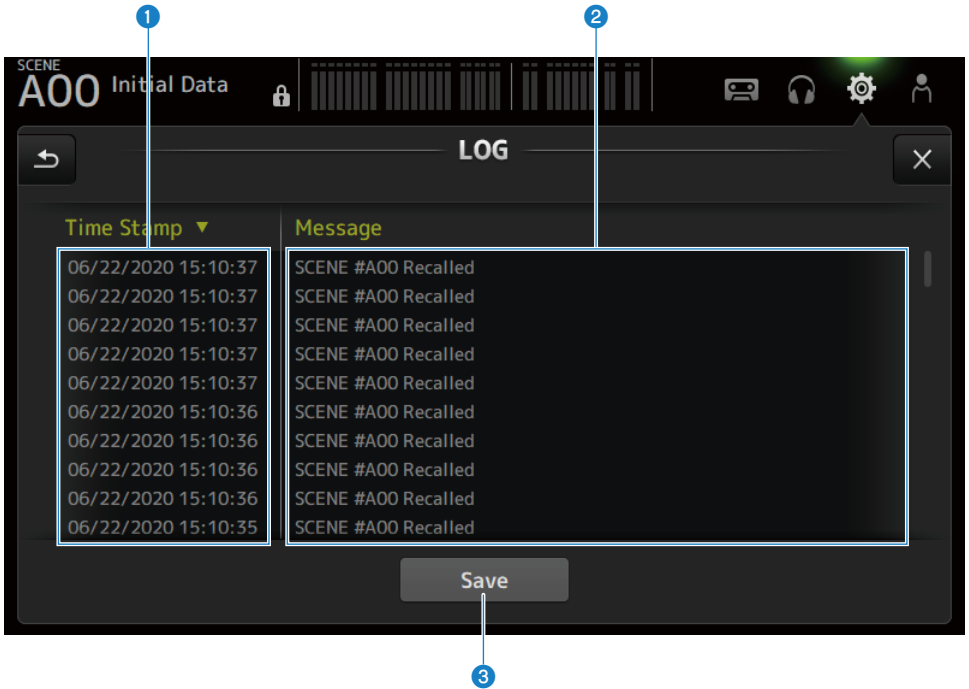 1 2
SCENE
A00 Initial Data
LOG
Time Stamp ▼ Message
06/22/2020 15:10:37 SCENE #A00 Recalled
06/22/2020 15:10:37 SCENE #A00 Recalled
06/22/2020 15:10:37 SCENE #A00 Recalled
06/22/2020 15:10:37 SCENE #A00 Recalled
06/22/2020 15:10:37 SCENE #A00 Recalled
06/22/2020 15:10:36 SCENE #A00 Recalled
06/22/2020 15:10:36 SCENE #A00 Recalled
06/22/2020 15:10:36 SCENE #A00 Recalled
06/22/2020 15:10:36 SCENE #A00 Recalled
06/22/2020 15:10:35 SCENE #A00 Recalled
Save
3